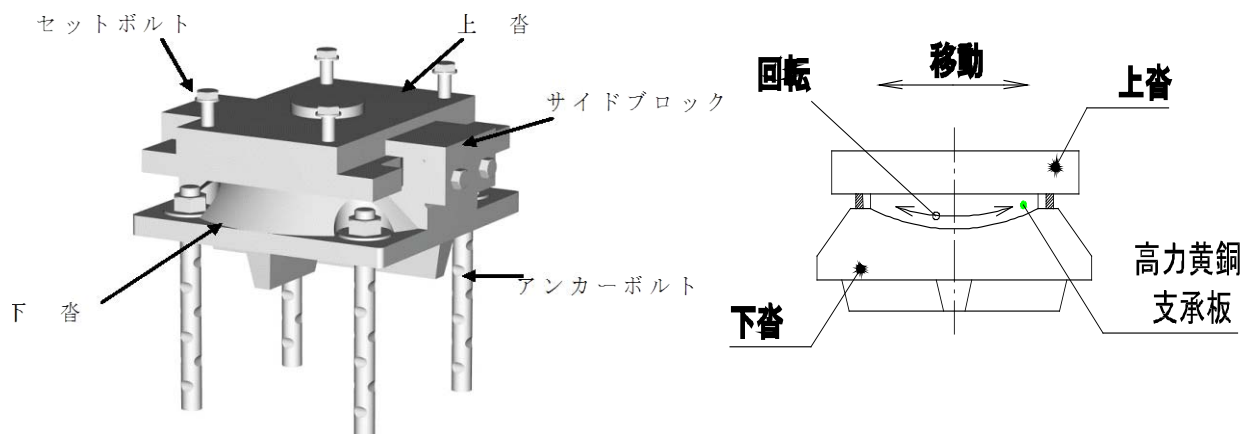 セットボルト
上 沓
サイドブロック
アンカーボルト
下 沓
移動
回転
上沓
高力黄銅
支承板
下沓